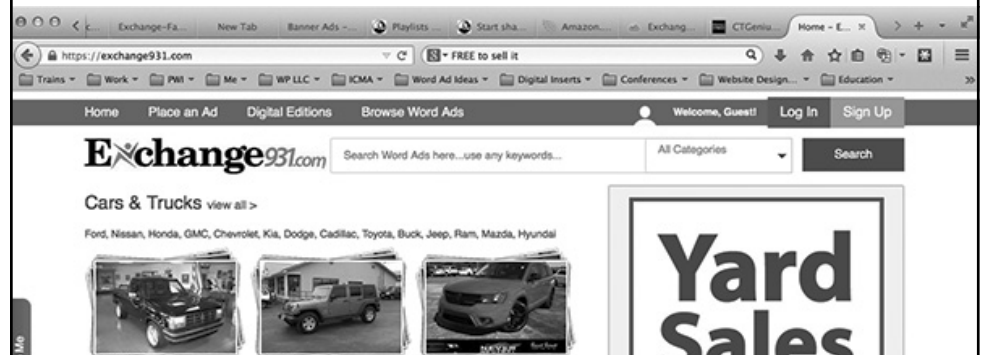 c... Exchange-Fa... New Tab Banner Ads -... Playlists ... Start sha... Amazon.... Exchang... CTGeniu... Home - E... × > +
https://exchange931.com FREE to sell it
Trains Work PWI Me WP LLC ICMA Word Ad Ideas Digital Inserts Conferences Website Design... Education »
Home Place an Ad Digital Editions Browse Word Ads Welcome, Guest! Log In Sign Up
Exchange931.com Search Word Ads here...use any keywords... All Categories Search
Cars & Trucks view all >
Ford, Nissan, Honda, GMC, Chevrolet, Kia, Dodge, Cadillac, Toyota, Buck, Jeep, Ram, Mazda, Hyundai
Yard
Sales
Me